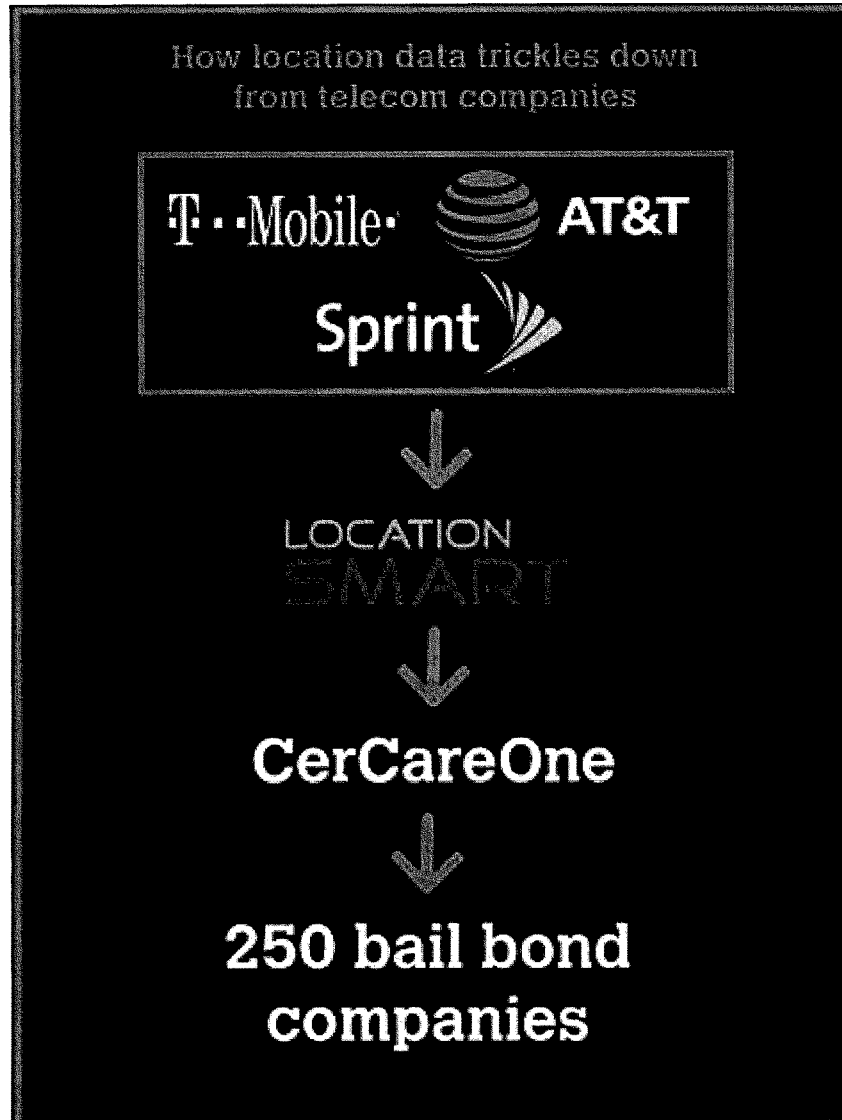 How location data trickles down
from telecom companies
T··Mobile·
AT&T
Sprint
LOCATION
SMART
CerCareOne
250 bail bond
companies